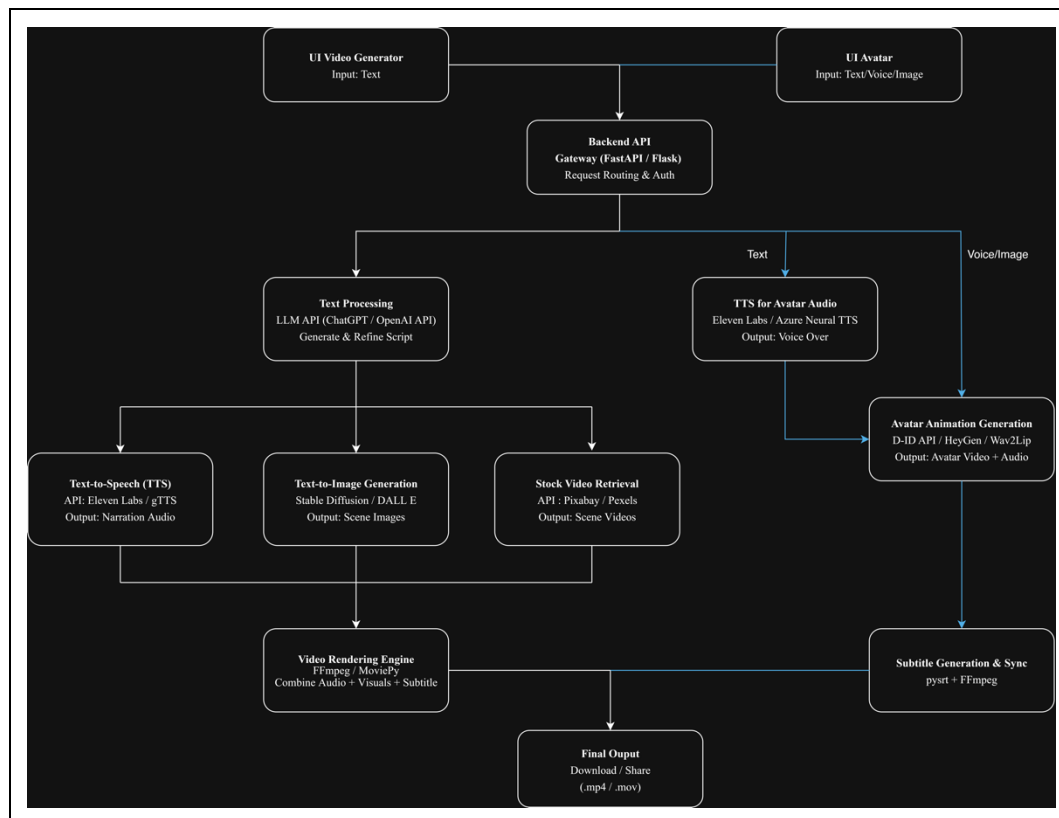 UI Video Generator
Input: Text
UI Avatar
Input: Text/Voice/Image
Backend API
Gateway (FastAPI / Flask)
Request Routing & Auth
Text
Voice/Image
Text Processing
LLM API (ChatGPT / OpenAI API)
Generate & Refine Script
TTS for Avatar Audio
Eleven Labs / Azure Neural TTS
Output: Voice Over
Avatar Animation Generation
D-ID API / HeyGen / Wav2Lip
Output: Avatar Video + Audio
Text-to-Speech (TTS)
API: Eleven Labs / gTTS
Output: Narration Audio
Text-to-Image Generation
Stable Diffusion / DALL E
Output: Scene Images
Stock Video Retrieval
API : Pixabay / Pexels
Output: Scene Videos
Video Rendering Engine
FFmpeg / MoviePy
Combine Audio + Visuals + Subtitle
Subtitle Generation & Sync
pysrt + FFmpeg
Final Ouput
Download / Share
(.mp4 / .mov)